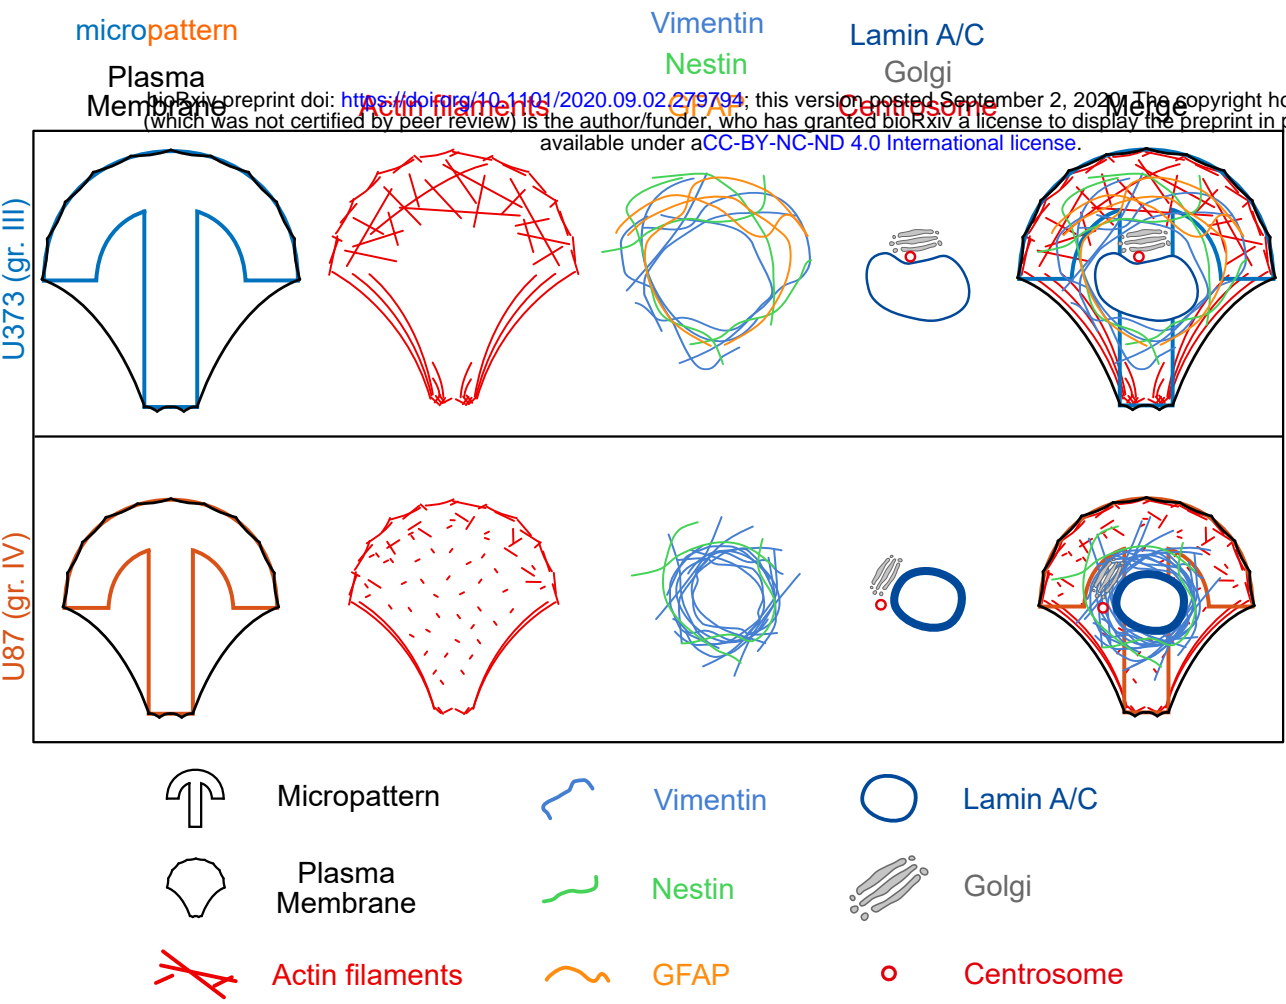 micropattern
Plasma
Membrane
Actin filaments
Vimentin
Nestin
GFAP
Lamin A/C
Golgi
Centrosome
Merge
bioRxiv preprint doi: https://doi.org/10.1101/2020.09.02.279794; this version posted September 2, 2020. The copyright ho
(which was not certified by peer review) is the author/funder, who has granted bioRxiv a license to display the preprint in p
available under aCC-BY-NC-ND 4.0 International license.
U373 (gr. III)
U87 (gr. IV)
Micropattern
Vimentin
Lamin A/C
Plasma
Membrane
Nestin
Golgi
Actin filaments
GFAP
Centrosome